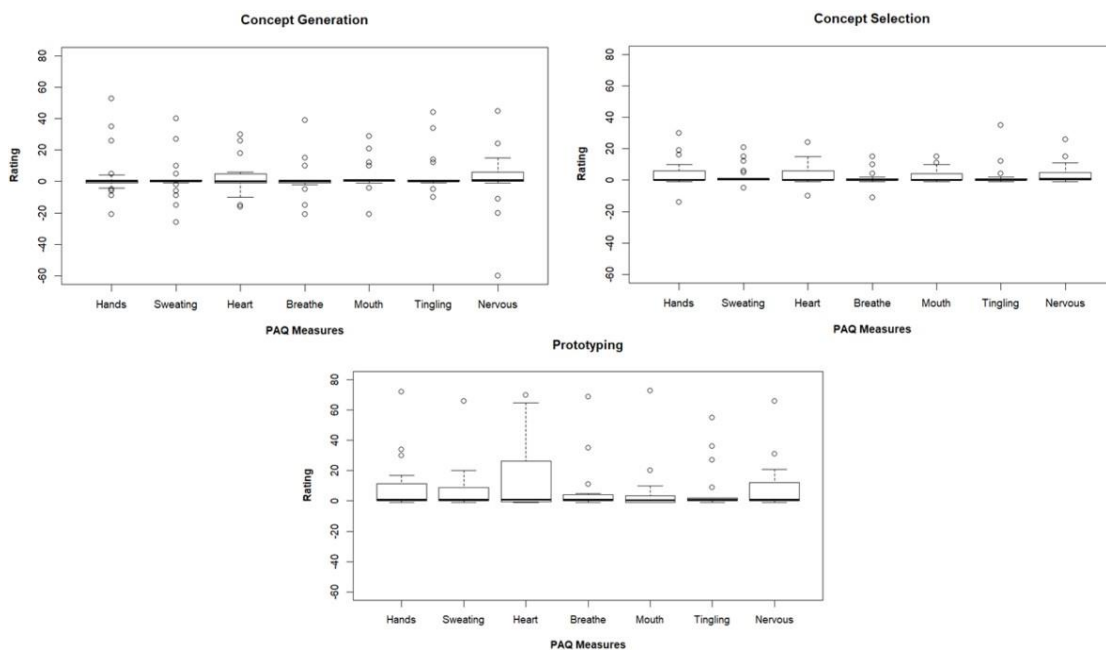 Concept Generation
Rating
80
60
40
20
0
-20
-40
-60
Hands Sweating Heart Breathe Mouth Tingling Nervous
PAQ Measures
Concept Selection
Rating
80
60
40
20
0
-20
-40
-60
Hands Sweating Heart Breathe Mouth Tingling Nervous
PAQ Measures
Prototyping
Rating
80
60
40
20
0
-20
-40
-60
Hands Sweating Heart Breathe Mouth Tingling Nervous
PAQ Measures